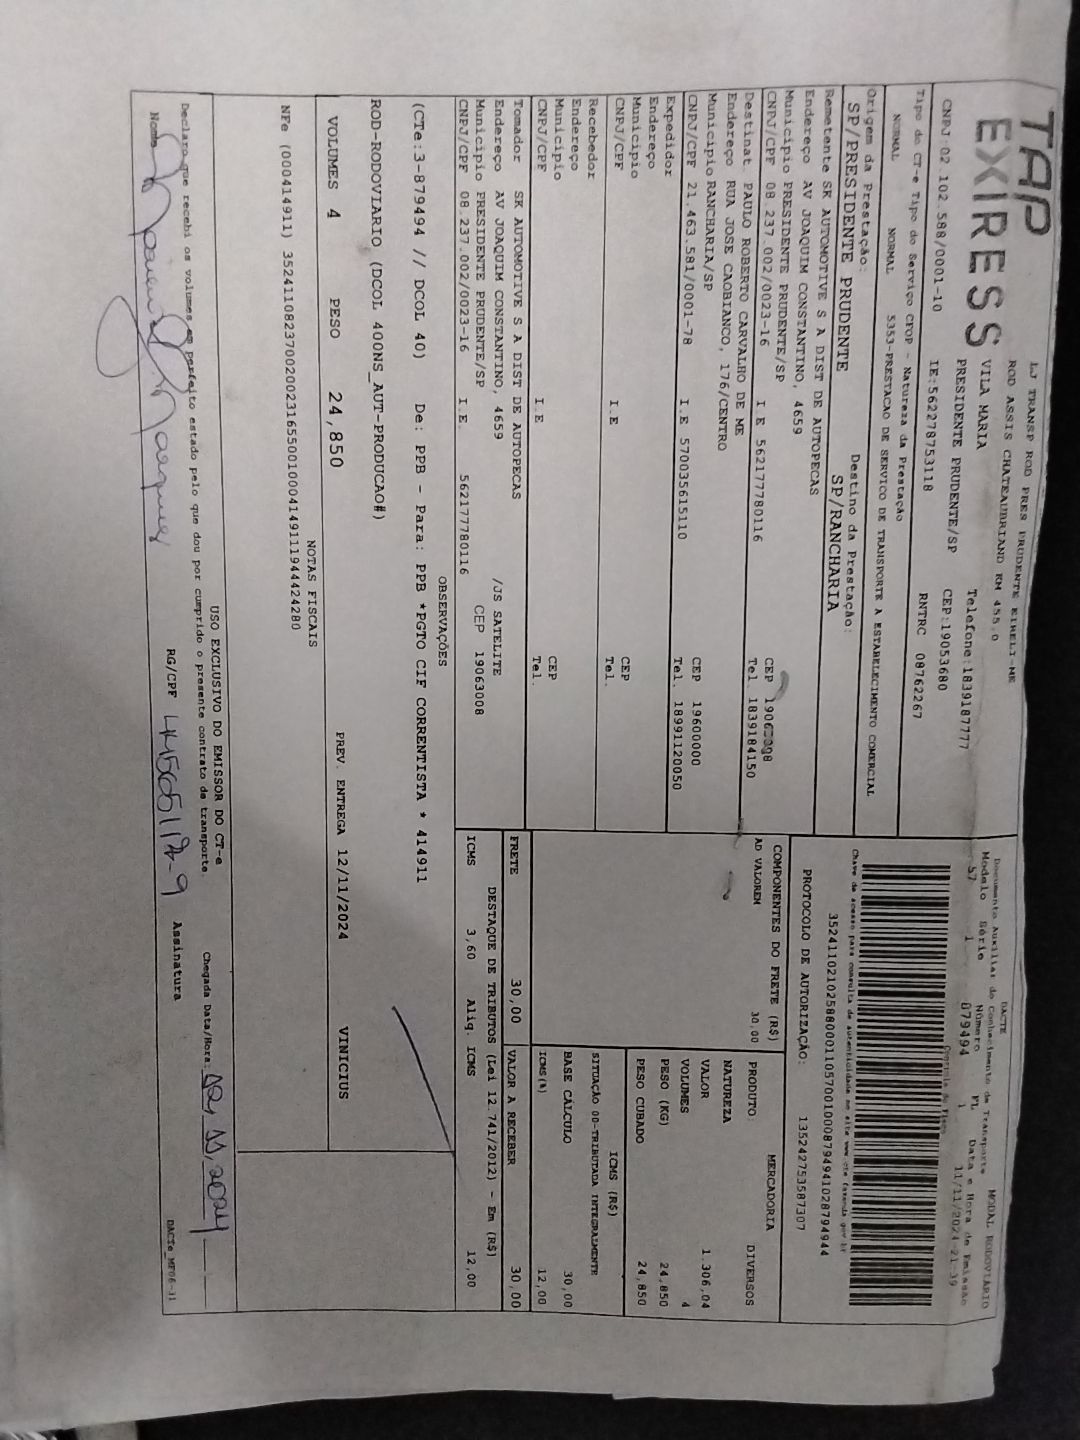 TAP
EXIRESS
LJ TRANSP ROD PRES PRUDENTE EIRELI-ME
ROD ASSIS CHATEAUBRIAND KM 455,0
VILA MARIA Telefone:1839187777
PRESIDENTE PRUDENTE/SP CEP:19053680
CNPJ:02.102.588/0001-10 IE:562278753118 RNTRC 08762267
Tipo do CT-e Tipo do Serviço CFOP - Natureza da Prestação
NORMAL NORMAL 5353-PRESTACAO DE SERVICO DE TRANSPORTE A ESTABELECIMENTO COMERCIAL
Origem da Prestação: Destino da Prestação:
SP/PRESIDENTE PRUDENTE SP/RANCHARIA
Remetente SK AUTOMOTIVE S A DIST DE AUTOPECAS
Endereço AV JOAQUIM CONSTANTINO, 4659
Municipio PRESIDENTE PRUDENTE/SP CEP
CNPJ/CPF 08.237.002/0023-16 I.E 562177780116 Tel. 1839184150
Destinat. PAULO ROBERTO CARVALHO DE ME
Endereço RUA JOSE CAOBIANCO, 176/CENTRO
Municipio RANCHARIA/SP CEP 19600000
CNPJ/CPF 21.463.581/0001-78 I.E 570035615110 Tel. 18991120050
Expedidor
Endereço
Municipio CEP
CNPJ/CPF I.E Tel.
Recebedor
Endereço
Municipio CEP
CNPJ/CPF I.E Tel.
Tomador SK AUTOMOTIVE S A DIST DE AUTOPECAS
Endereço AV JOAQUIM CONSTANTINO, 4659 /JS SATELITE
Municipio PRESIDENTE PRUDENTE/SP CEP 19063008
CNPJ/CPF 08.237.002/0023-16 I.E. 562177780116
DACTE MODAL RODOVIÁRIO
Documento Auxiliar do Conhecimento de Transporte
Modelo Série Número FL Data e Hora de Emissão
57 1 879494 1 11/11/2024-21:39
Controle do Fisco
Chave de acesso para consulta de autenticidade no site www.cte.fazenda.gov.br
35241102102588000110570010008794941028794944
PROTOCOLO DE AUTORIZAÇÃO: 135242753587307
COMPONENTES DO FRETE (R$)
AD VALOREM 30,00
FRETE 30,00
MERCADORIA
PRODUTO: DIVERSOS
NATUREZA
VALOR 1.306,04
VOLUMES 4
PESO (KG) 24,850
PESO CUBADO 24,850
ICMS (R$)
SITUAÇÃO 00-TRIBUTADA INTEGRALMENTE
BASE CÁLCULO 30,00
ICMS(%) 12,00
VALOR A RECEBER 30,00
DESTAQUE DE TRIBUTOS (Lei 12.741/2012) - Em (R$)
ICMS 3,60 Aliq. ICMS 12,00
OBSERVAÇÕES
(CTe:3-879494 // DCOL 40) De: PPB - Para: PPB *PGTO CIF CORRENTISTA * 414911
ROD-RODOVIARIO (DCOL 400NS_AUT-PRODUCAO#)
VOLUMES 4 PESO 24,850 PREV. ENTREGA 12/11/2024 VINICIUS
NOTAS FISCAIS
NFe (000414911) 35241108237002002316550010004149111944424280
USO EXCLUSIVO DO EMISSOR DO CT-e
Declaro que recebi os volumes em perfeito estado pelo que dou por cumprido o presente contrato de transporte.
Chegada Data/Hora:
Nome RG/CPF Assinatura
DACTe_MF06-11